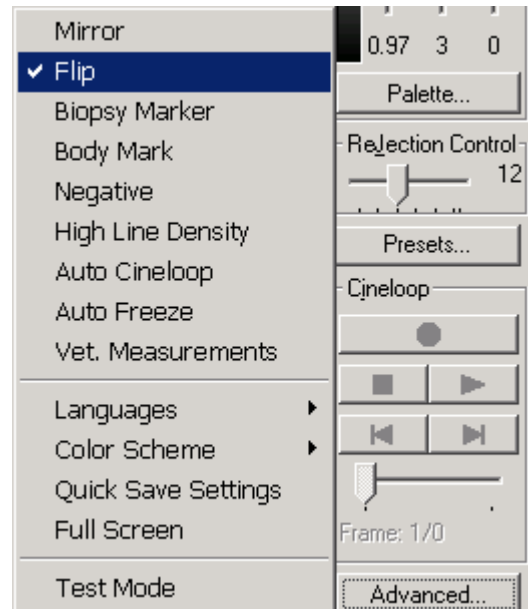 Mirror
Flip
Biopsy Marker
Body Mark
Negative
High Line Density
Auto Cineloop
Auto Freeze
Vet. Measurements
Languages
Color Scheme
Quick Save Settings
Full Screen
Test Mode
0.97 3 0
Palette...
ReJection Control
12
Presets...
Cineloop
Frame: 1/0
Advanced...